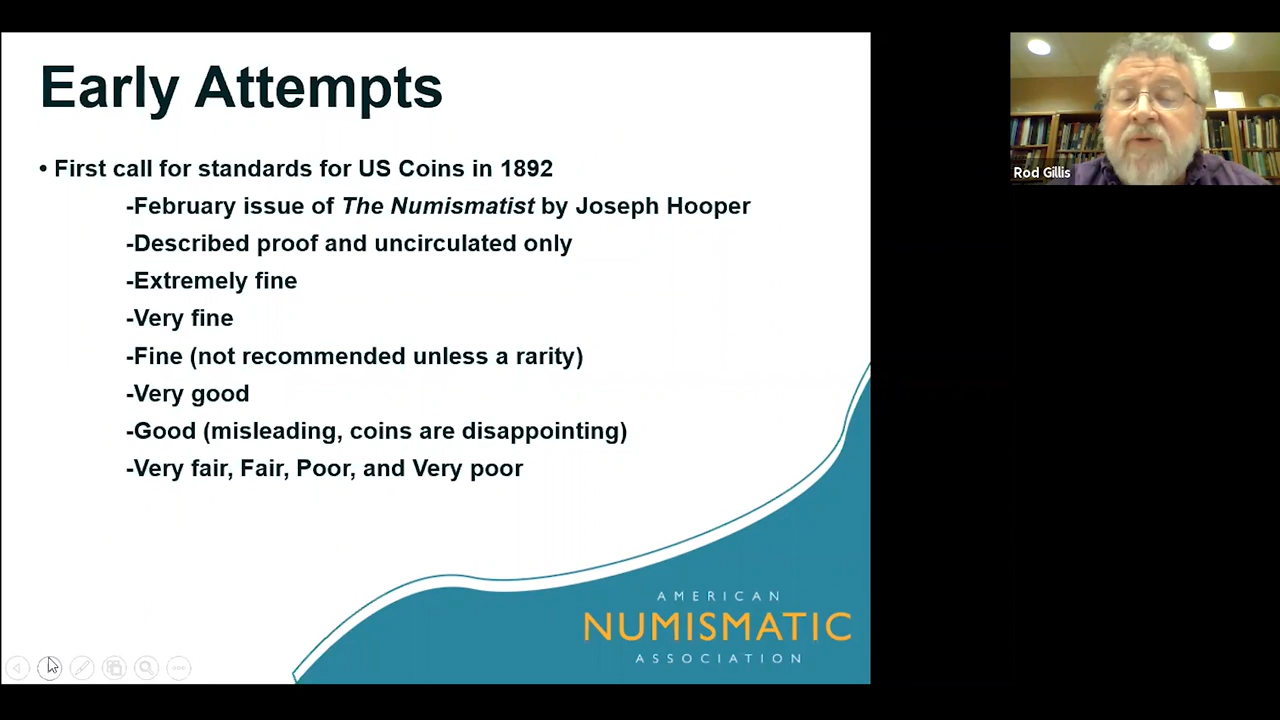 Early Attempts
• First call for standards for US Coins in 1892
-February issue of The Numismatist by Joseph Hooper
-Described proof and uncirculated only
-Extremely fine
-Very fine
-Fine (not recommended unless a rarity)
-Very good
-Good (misleading, coins are disappointing)
-Very fair, Fair, Poor, and Very poor
AMERICAN
NUMISMATIC
ASSOCIATION
Rod Gillis